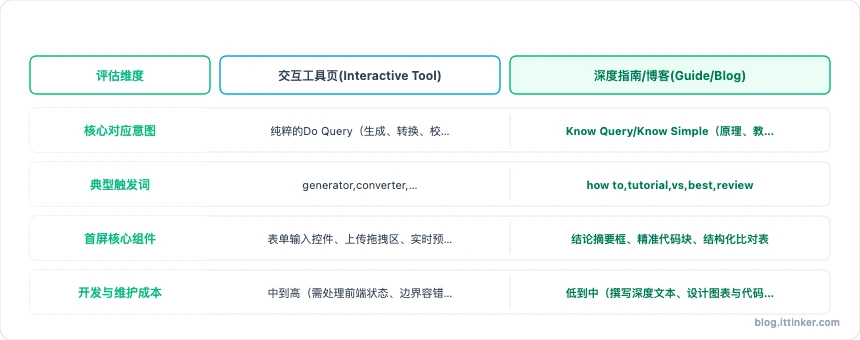 评估维度
交互工具页(Interactive Tool)
深度指南/博客(Guide/Blog)
核心对应意图
纯粹的Do Query（生成、转换、校...
Know Query/Know Simple（原理、教...
典型触发词
generator,converter,...
how to,tutorial,vs,best,review
首屏核心组件
表单输入控件、上传拖拽区、实时预...
结论摘要框、精准代码块、结构化比对表
开发与维护成本
中到高（需处理前端状态、边界容错...
低到中（撰写深度文本、设计图表与代码...
blog.ittinker.com